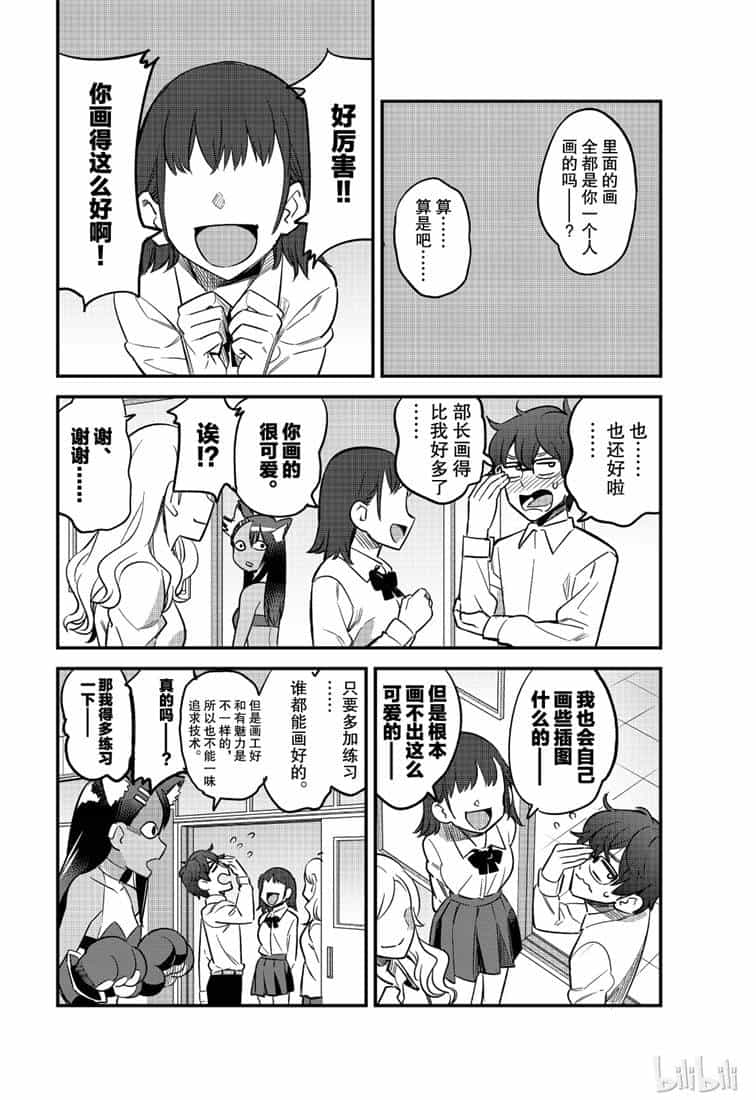 里面的画
全都是你一个人
画的吗——？
算……
算是吧……
好厉害!!
你画得这么好啊！
也……
也还好啦
……
部长画得
比我好多了
……
你画的
很可爱。
诶!?
谢、
谢谢……
我也会自己
画些插图
什么的——
但是根本
画不出这么
可爱的——
只要多加练习
……
谁都能画好的。
但是画工好
和有魅力是
不一样的，
所以也不能一味
追求技术。
真的吗——？
那我得多练习
一下——
bilibili